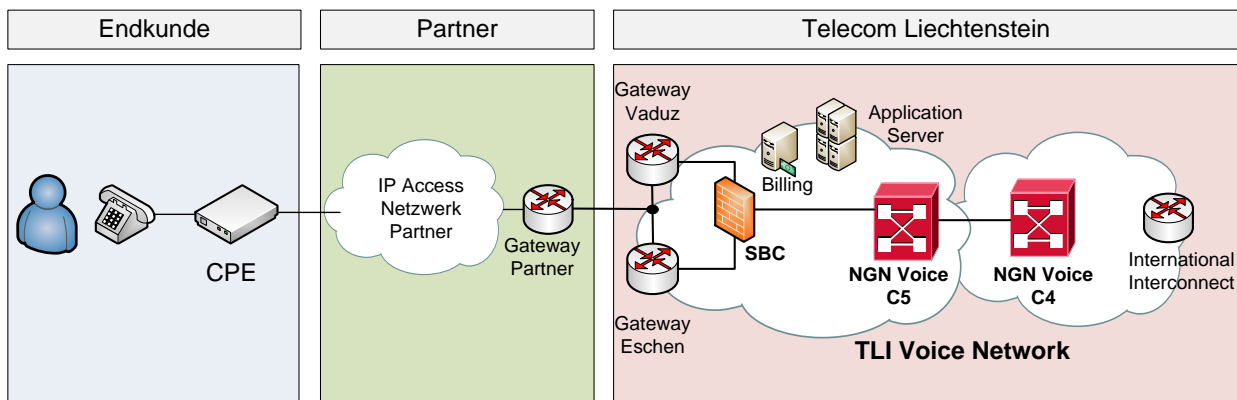 Endkunde
Partner
Telecom Liechtenstein
CPE
IP Access
Netzwerk
Partner
Gateway
Partner
Gateway
Vaduz
Gateway
Eschen
SBC
Billing
Application
Server
NGN Voice
C5
NGN Voice
C4
International
Interconnect
TLI Voice Network